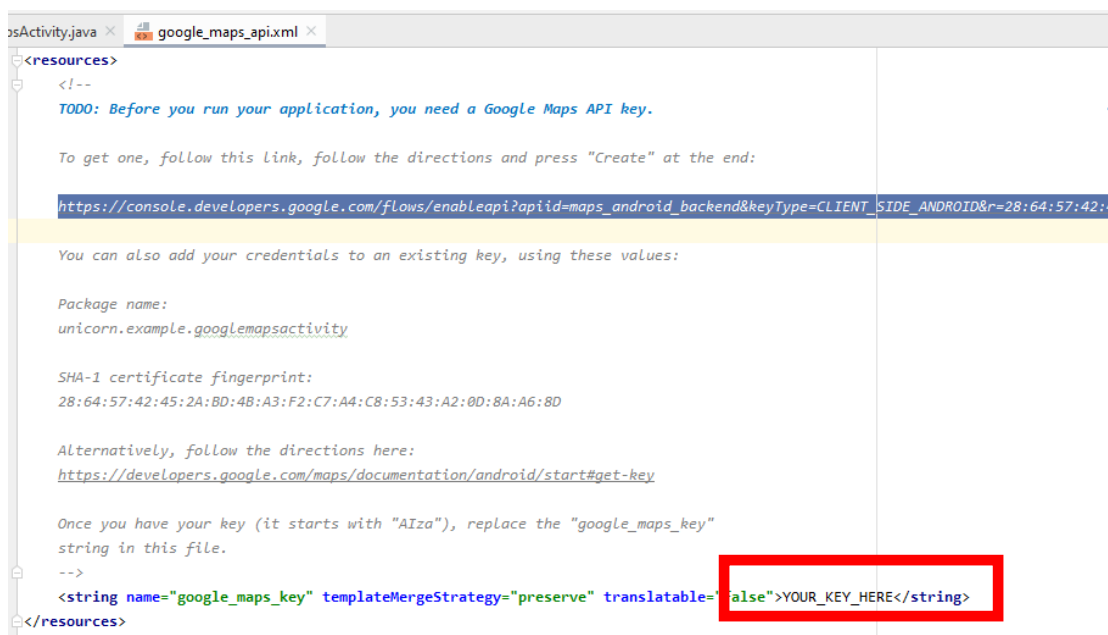 osActivity.java google_maps_api.xml
<resources>
<!--
TODO: Before you run your application, you need a Google Maps API key.
To get one, follow this link, follow the directions and press "Create" at the end:
https://console.developers.google.com/flows/enableapi?apiid=maps_android_backend&keyType=CLIENT_SIDE_ANDROID&r=28:64:57:42:4
You can also add your credentials to an existing key, using these values:
Package name:
unicorn.example.googlemapsactivity
SHA-1 certificate fingerprint:
28:64:57:42:45:2A:BD:4B:A3:F2:C7:A4:C8:53:43:A2:0D:8A:A6:8D
Alternatively, follow the directions here:
https://developers.google.com/maps/documentation/android/start#get-key
Once you have your key (it starts with "AIza"), replace the "google_maps_key"
string in this file.
-->
<string name="google_maps_key" templateMergeStrategy="preserve" translatable="false">YOUR_KEY_HERE</string>
</resources>